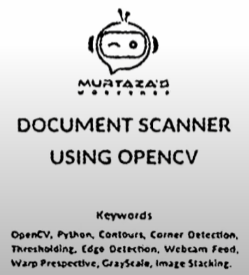 MURTAZA'S
WORKSHOP
DOCUMENT SCANNER
USING OPENCV
Keywords
OpenCV, Python, Contours, Corner Detection,
Thresholding, Edge Detection, Webcam Feed,
Warp Prespective, GrayScale, Image Stacking.